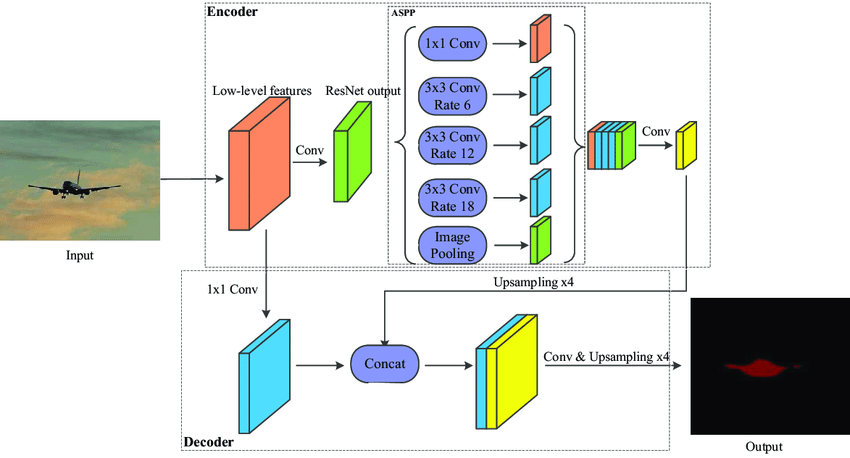 Encoder
ASPP
1x1 Conv
Low-level features
ResNet output
3x3 Conv
Rate 6
Conv
3x3 Conv
Rate 12
Conv
3x3 Conv
Rate 18
Image
Pooling
Input
1x1 Conv
Upsampling x4
Concat
Conv & Upsampling x4
Decoder
Output